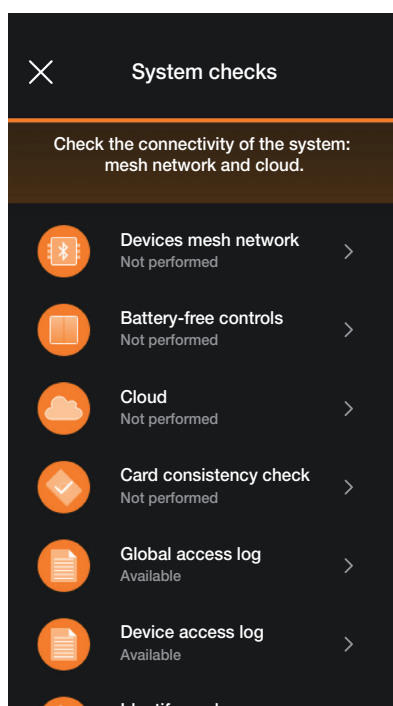 System checks
Check the connectivity of the system:
mesh network and cloud.
Devices mesh network
Not performed
Battery-free controls
Not performed
Cloud
Not performed
Card consistency check
Not performed
Global access log
Available
Device access log
Available